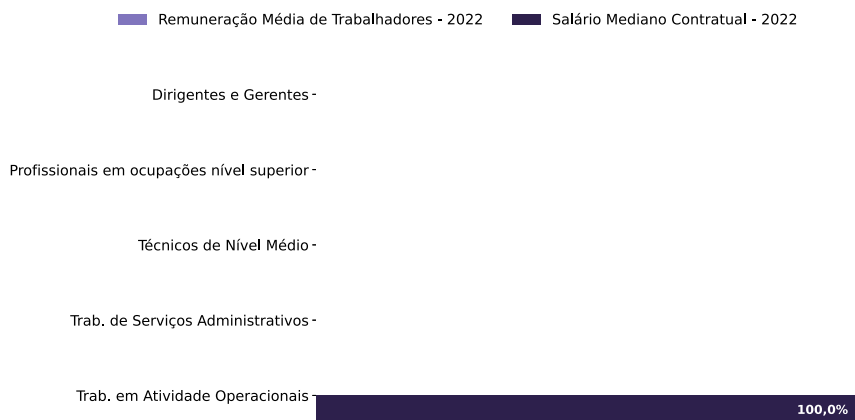 Remuneração Média de Trabalhadores - 2022 Salário Mediano Contratual - 2022
Dirigentes e Gerentes
Profissionais em ocupações nível superior
Técnicos de Nível Médio
Trab. de Serviços Administrativos
Trab. em Atividade Operacionais
100,0%